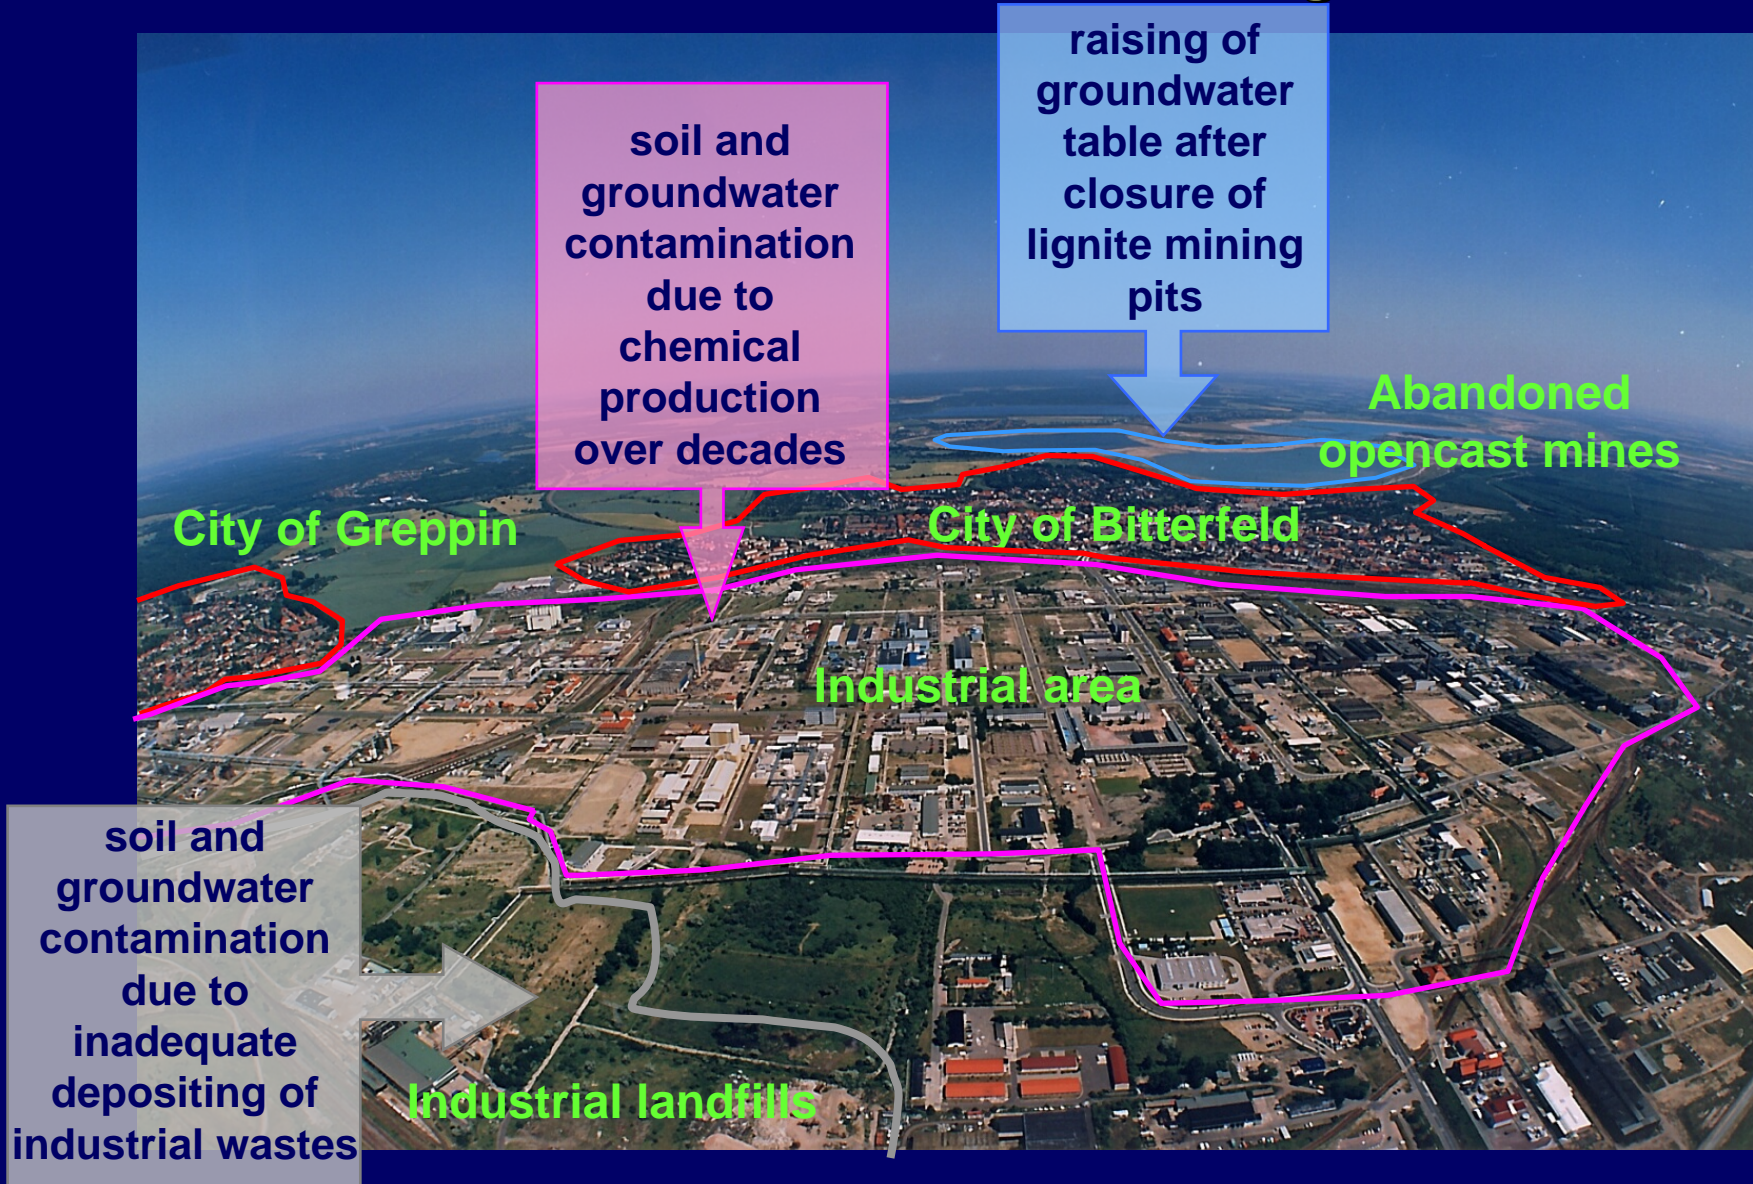 raising of
groundwater
table after
closure of
lignite mining
pits
soil and
groundwater
contamination
due to
chemical
production
over decades
Abandoned
opencast mines
City of Greppin
City of Bitterfeld
Industrial area
soil and
groundwater
contamination
due to
inadequate
depositing of
industrial wastes
Industrial landfills